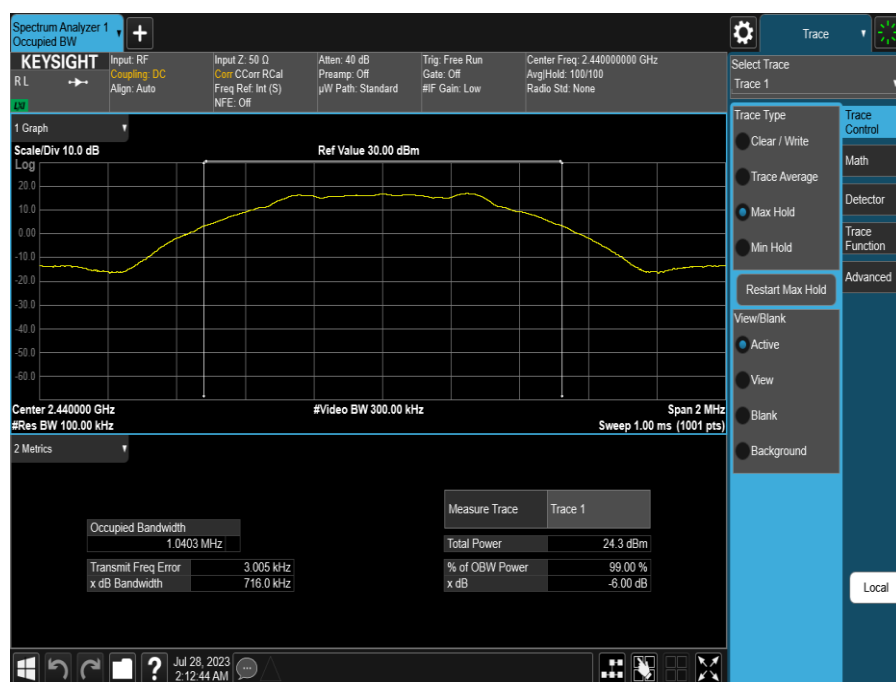 Spectrum Analyzer 1
Occupied BW
+
Trace
KEYSIGHT
R L
LXI
Input: RF
Coupling: DC
Align: Auto
Input Z: 50 Ω
Corr CCorr RCal
Freq Ref: Int (S)
NFE: Off
Atten: 40 dB
Preamp: Off
µW Path: Standard
Trig: Free Run
Gate: Off
#IF Gain: Low
Center Freq: 2.440000000 GHz
Avg|Hold: 100/100
Radio Std: None
Select Trace
Trace 1
1 Graph
Scale/Div 10.0 dB
Ref Value 30.00 dBm
Log
20.0
10.0
0.00
-10.0
-20.0
-30.0
-40.0
-50.0
-60.0
Center 2.440000 GHz
#Video BW 300.00 kHz
Span 2 MHz
#Res BW 100.00 kHz
Sweep 1.00 ms (1001 pts)
2 Metrics
Occupied Bandwidth
1.0403 MHz
Transmit Freq Error 3.005 kHz
x dB Bandwidth 716.0 kHz
Measure Trace Trace 1
Total Power 24.3 dBm
% of OBW Power 99.00 %
x dB -6.00 dB
Trace Type
Clear / Write
Trace Average
Max Hold
Min Hold
Restart Max Hold
View/Blank
Active
View
Blank
Background
Trace
Control
Math
Detector
Trace
Function
Advanced
Local
?
Jul 28, 2023
2:12:44 AM